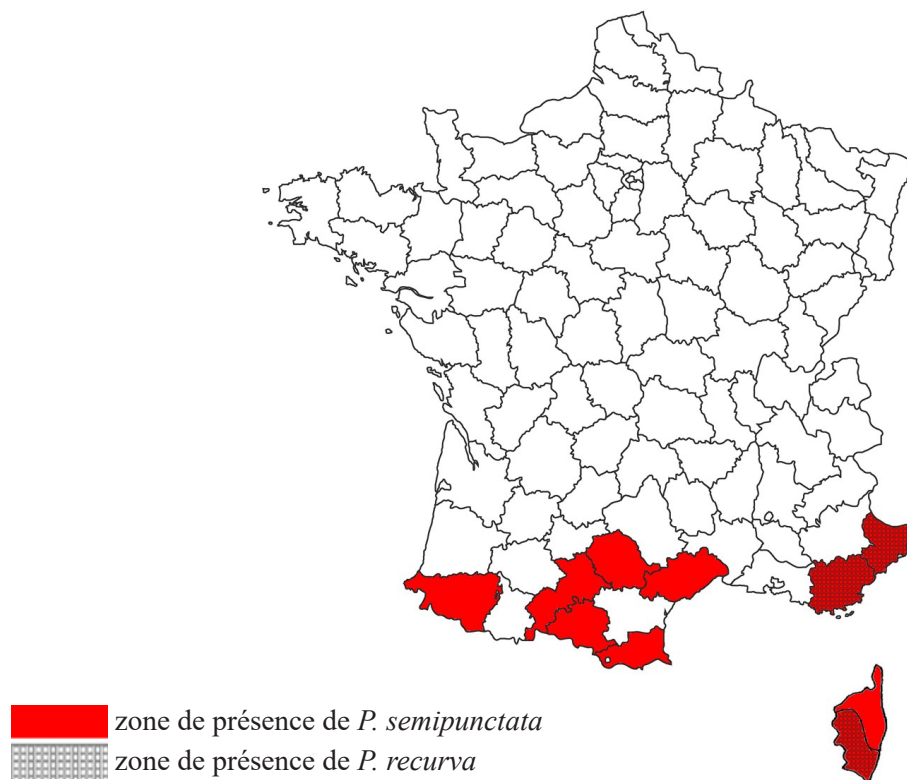 zone de présence de P. semipunctata
zone de présence de P. recurva